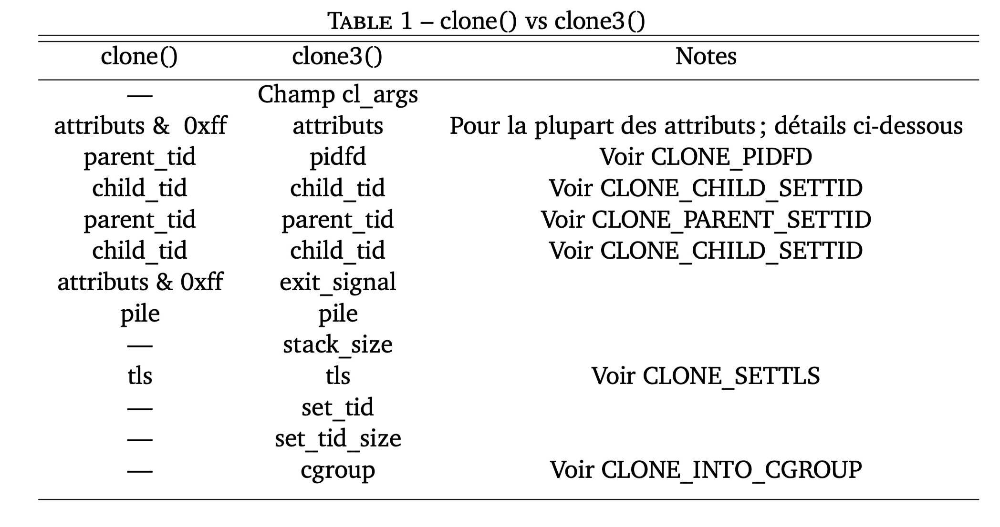 TABLE 1 – clone() vs clone3()
clone() clone3() Notes
— Champ cl_args
attributs & 0xff attributs Pour la plupart des attributs ; détails ci-dessous
parent_tid pidfd Voir CLONE_PIDFD
child_tid child_tid Voir CLONE_CHILD_SETTID
parent_tid parent_tid Voir CLONE_PARENT_SETTID
child_tid child_tid Voir CLONE_CHILD_SETTID
attributs & 0xff exit_signal
pile pile
— stack_size
tls tls Voir CLONE_SETTLS
— set_tid
— set_tid_size
— cgroup Voir CLONE_INTO_CGROUP